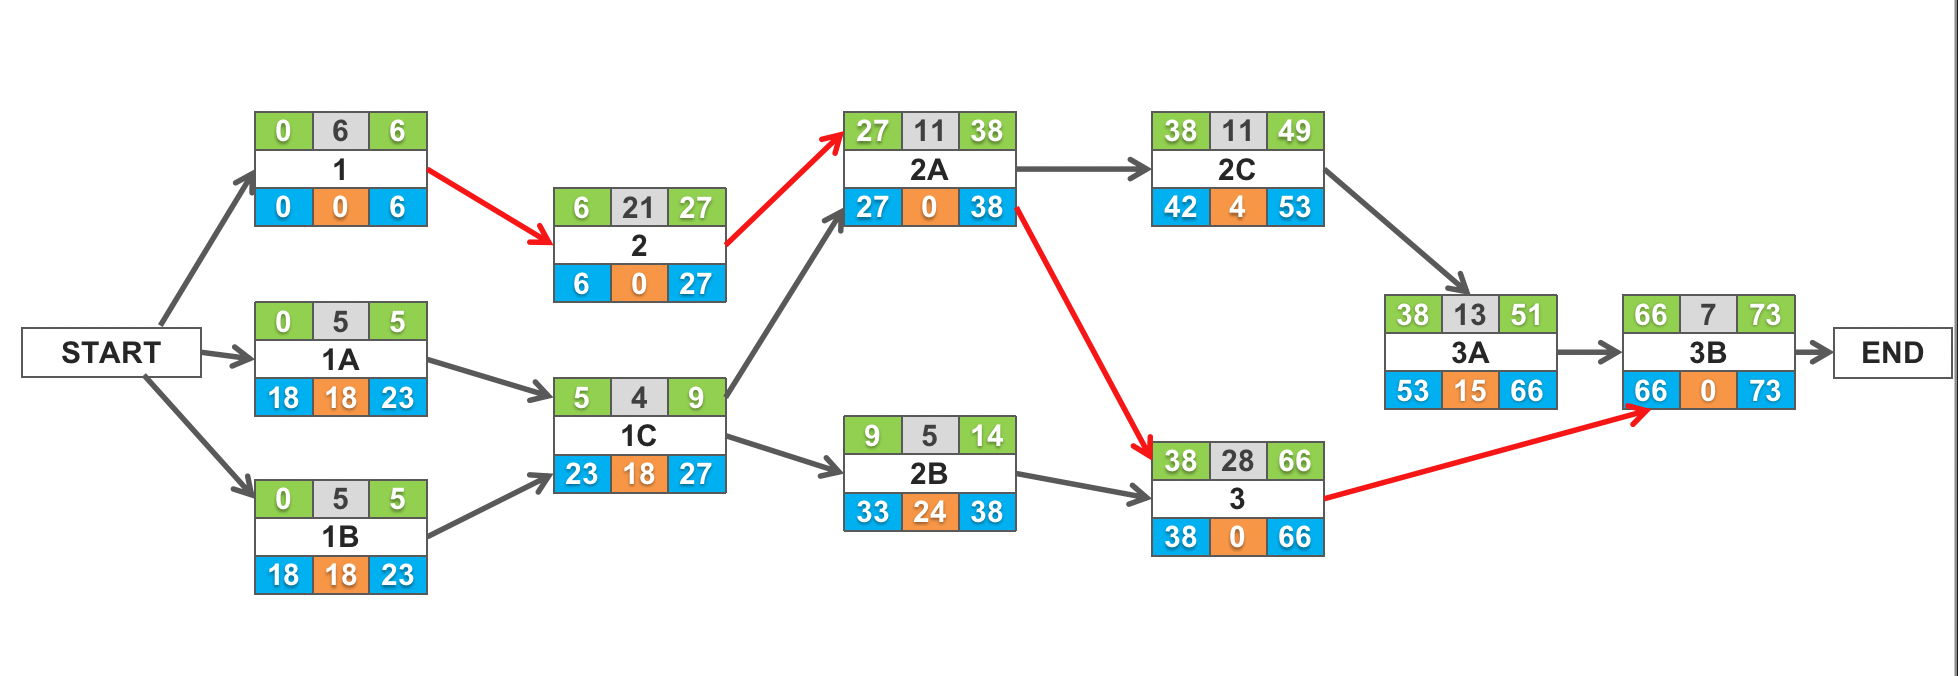 START
0 6 6
1
0 0 6
0 5 5
1A
18 18 23
0 5 5
1B
18 18 23
6 21 27
2
6 0 27
5 4 9
1C
23 18 27
27 11 38
2A
27 0 38
9 5 14
2B
33 24 38
38 11 49
2C
42 4 53
38 28 66
3
38 0 66
38 13 51
3A
53 15 66
66 7 73
3B
66 0 73
END